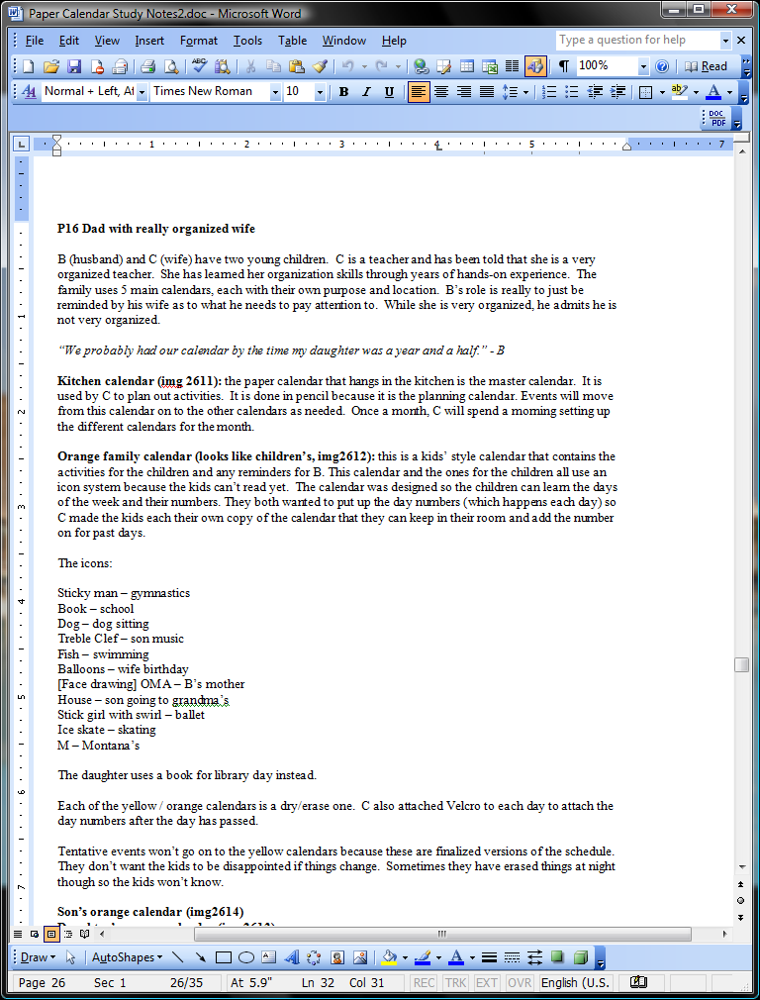 Paper Calendar Study Notes2.doc - Microsoft Word
File Edit View Insert Format Tools Table Window Help Type a question for help
100% Read
Normal + Left, Af Times New Roman 10 B I U
DOC PDF
1 2 3 4 5 7
P16 Dad with really organized wife
B (husband) and C (wife) have two young children. C is a teacher and has been told that she is a very
organized teacher. She has learned her organization skills through years of hands-on experience. The
family uses 5 main calendars, each with their own purpose and location. B’s role is really to just be
reminded by his wife as to what he needs to pay attention to. While she is very organized, he admits he is
not very organized.
“We probably had our calendar by the time my daughter was a year and a half.” - B
Kitchen calendar (img 2611): the paper calendar that hangs in the kitchen is the master calendar. It is
used by C to plan out activities. It is done in pencil because it is the planning calendar. Events will move
from this calendar on to the other calendars as needed. Once a month, C will spend a morning setting up
the different calendars for the month.
Orange family calendar (looks like children’s, img2612): this is a kids’ style calendar that contains the
activities for the children and any reminders for B. This calendar and the ones for the children all use an
icon system because the kids can’t read yet. The calendar was designed so the children can learn the days
of the week and their numbers. They both wanted to put up the day numbers (which happens each day) so
C made the kids each their own copy of the calendar that they can keep in their room and add the number
on for past days.
The icons:
Sticky man – gymnastics
Book – school
Dog – dog sitting
Treble Clef – son music
Fish – swimming
Balloons – wife birthday
[Face drawing] OMA – B’s mother
House – son going to grandma’s
Stick girl with swirl – ballet
Ice skate – skating
M – Montana’s
The daughter uses a book for library day instead.
Each of the yellow / orange calendars is a dry/erase one. C also attached Velcro to each day to attach the
day numbers after the day has passed.
Tentative events won’t go on to the yellow calendars because these are finalized versions of the schedule.
They don’t want the kids to be disappointed if things change. Sometimes they have erased things at night
though so the kids won’t know.
Son’s orange calendar (img2614)
Draw AutoShapes
Page 26 Sec 1 26/35 At 5.9" Ln 32 Col 31 REC TRK EXT OVR English (U.S.